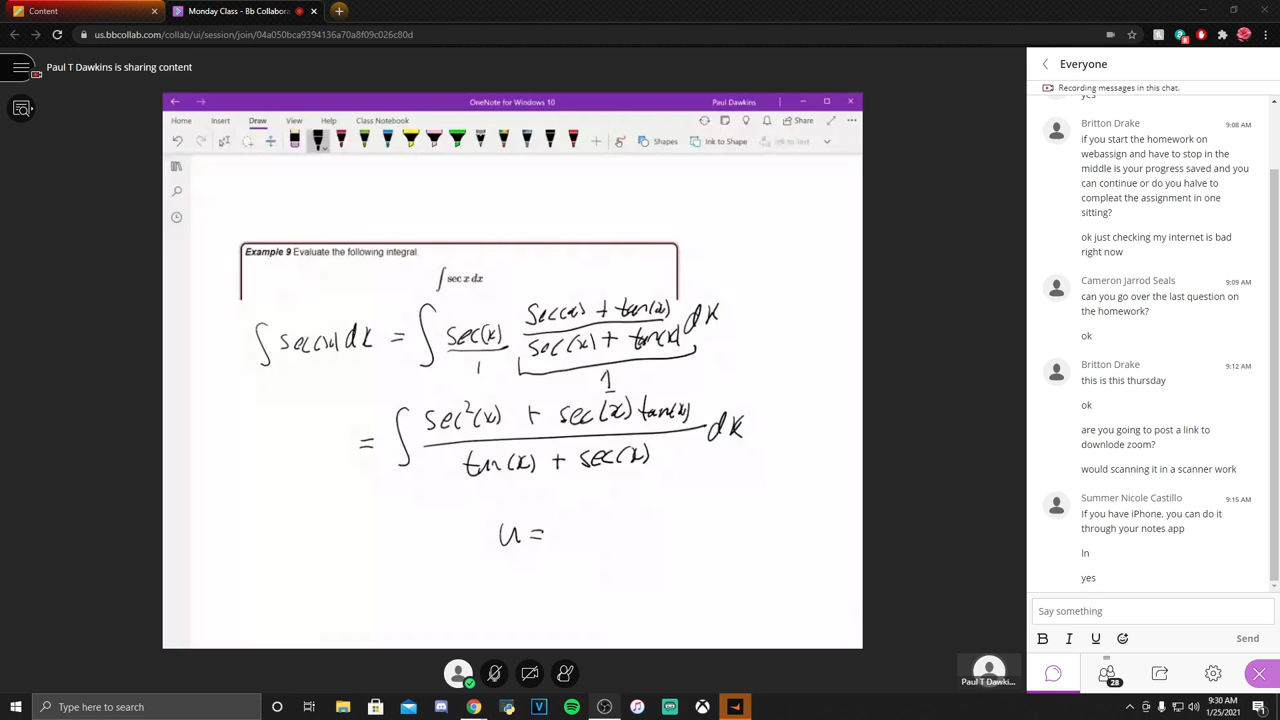 Content
Monday Class - Bb Collabora
us.bbcollab.com/collab/ui/session/join/04a050bca9394136a70a8f09c026c80d
Paul T Dawkins is sharing content
OneNote for Windows 10
Paul Dawkins
Home Insert Draw View Help Class Notebook Share
Shapes Ink to Shape Ink to Text
Example 9 Evaluate the following integral.
∫ sec x dx
∫ sec(x) dx = ∫ sec(x)/1 (sec(x) + tan(x))/(sec(x) + tan(x)) dx
1
= ∫ (sec²(x) + sec(x) tan(x))/(tan(x) + sec(x)) dx
u =
Paul T Dawki...
Everyone
Recording messages in this chat.
yes
Britton Drake 9:08 AM
if you start the homework on
webassign and have to stop in the
middle is your progress saved and you
can continue or do you halve to
compleat the assignment in one
sitting?
ok just checking my internet is bad
right now
Cameron Jarrod Seals 9:09 AM
can you go over the last question on
the homework?
ok
Britton Drake 9:12 AM
this is this thursday
ok
are you going to post a link to
downlode zoom?
would scanning it in a scanner work
Summer Nicole Castillo 9:15 AM
If you have iPhone, you can do it
through your notes app
ln
yes
Say something
B I U Send
28
Type here to search
9:30 AM
1/25/2021